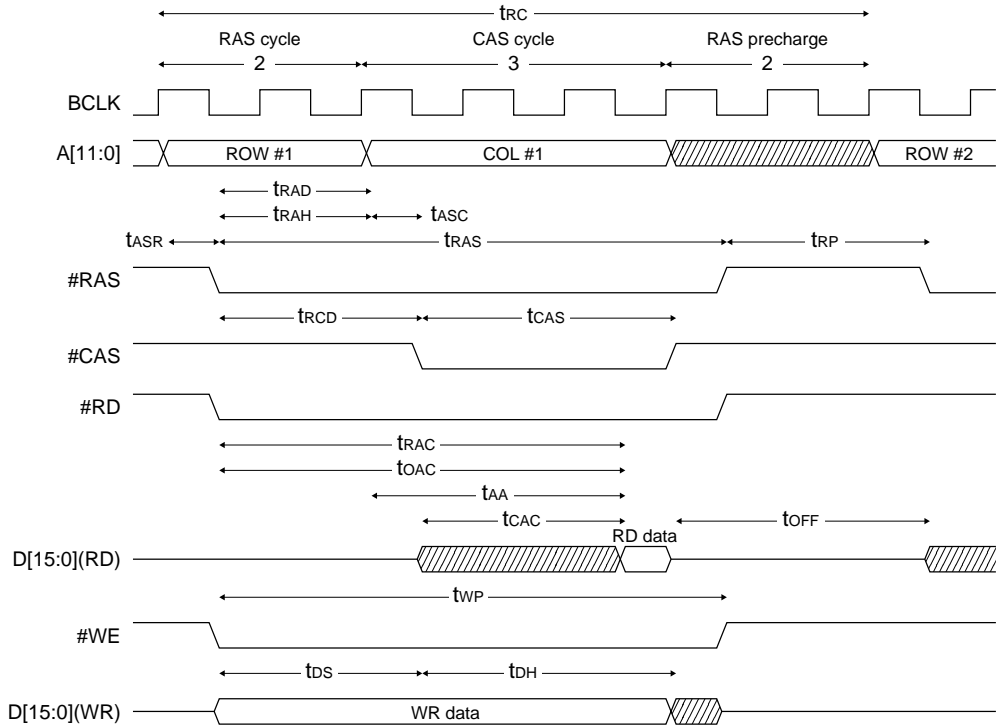 tRC
RAS cycle CAS cycle RAS precharge
2 3 2
BCLK
A[11:0] ROW #1 COL #1 ROW #2
tRAD
tRAH tASC
tASR tRAS tRP
#RAS
tRCD tCAS
#CAS
#RD
tRAC
tOAC
tAA
tCAC tOFF
RD data
D[15:0](RD)
tWP
#WE
tDS tDH
D[15:0](WR) WR data